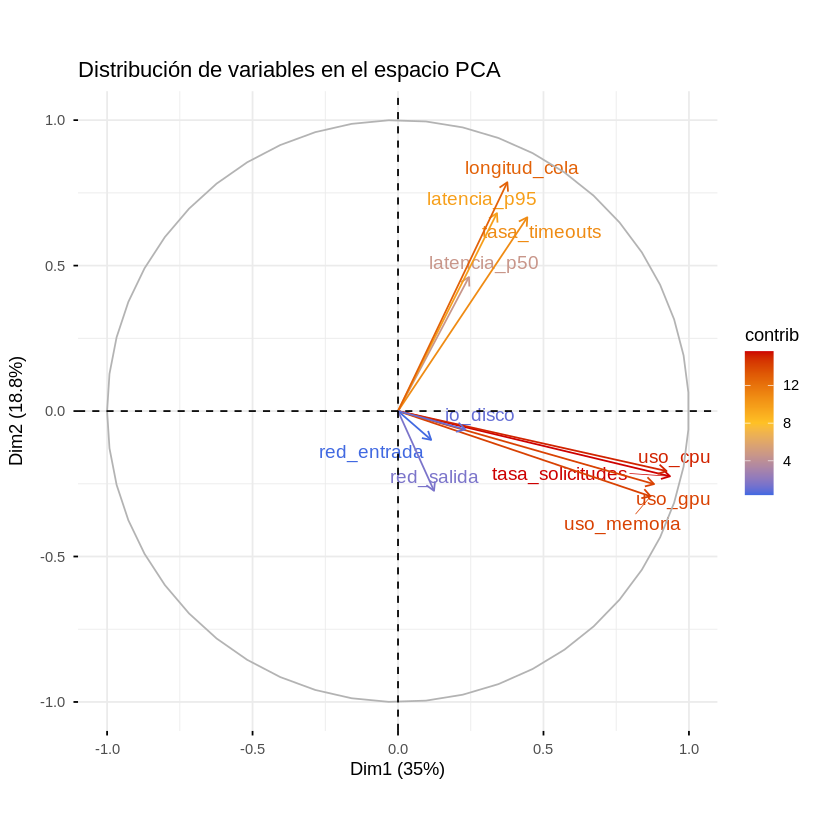 Distribución de variables en el espacio PCA
1.0
0.5
0.0
-0.5
-1.0
Dim2 (18.8%)
longitud_cola
latencia_p95
tasa_timeouts
latencia_p50
io_disco
red_entrada
red_salida
uso_cpu
tasa_solicitudes
uso_gpu
uso_memoria
-1.0
-0.5
0.0
0.5
1.0
Dim1 (35%)
contrib
12
8
4